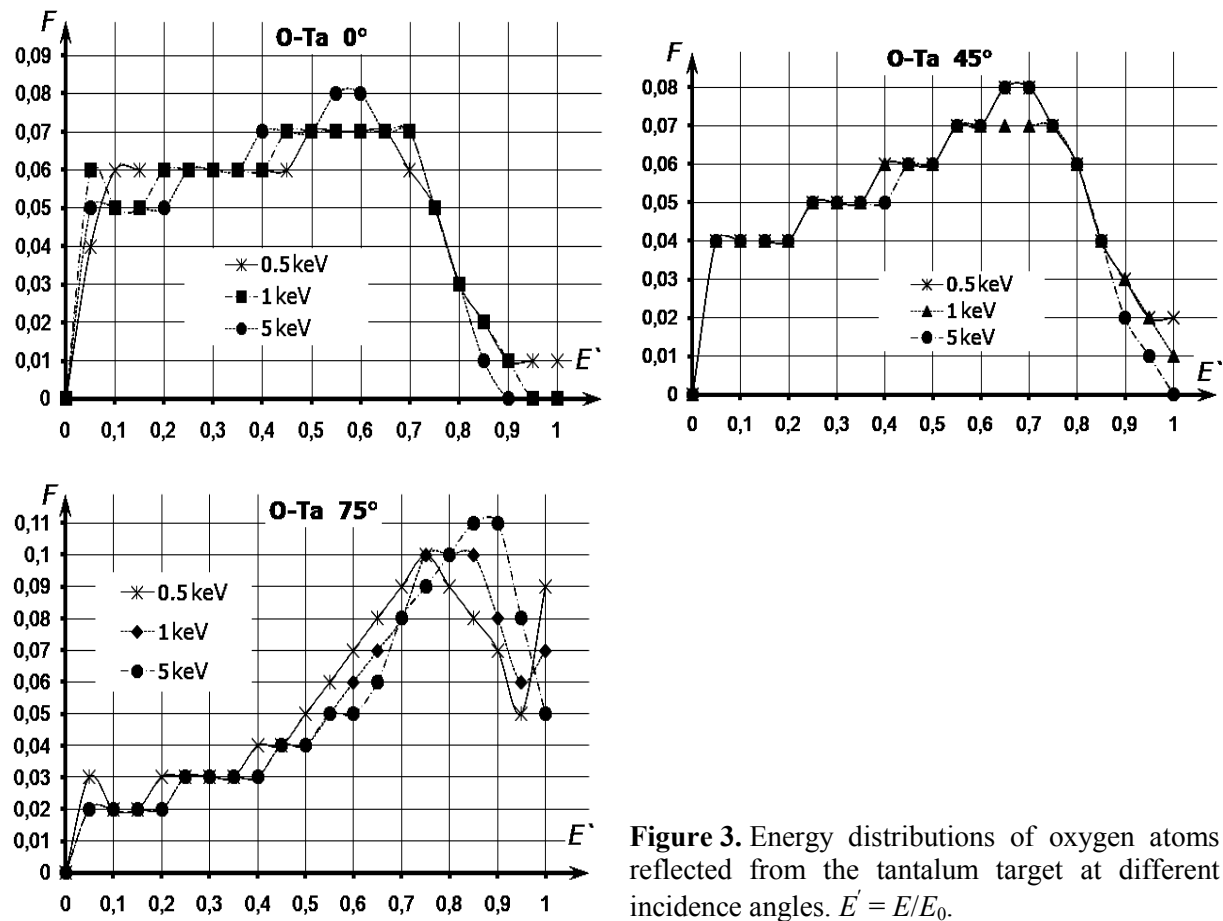 F
O-Ta 0°
0,09
0,08
0,07
0,06
0,05
0,04
0,03
0,02
0,01
0
0.5 keV
1 keV
5 keV
E`
0 0,1 0,2 0,3 0,4 0,5 0,6 0,7 0,8 0,9 1
F
O-Ta 45°
0,08
0,07
0,06
0,05
0,04
0,03
0,02
0,01
0
0.5 keV
1 keV
5 keV
E`
0 0,1 0,2 0,3 0,4 0,5 0,6 0,7 0,8 0,9 1
F
O-Ta 75°
0,11
0,1
0,09
0,08
0,07
0,06
0,05
0,04
0,03
0,02
0,01
0
0.5 keV
1 keV
5 keV
E`
0 0,1 0,2 0,3 0,4 0,5 0,6 0,7 0,8 0,9 1
Figure 3. Energy distributions of oxygen atoms
reflected from the tantalum target at different
incidence angles. E′ = E/E₀.